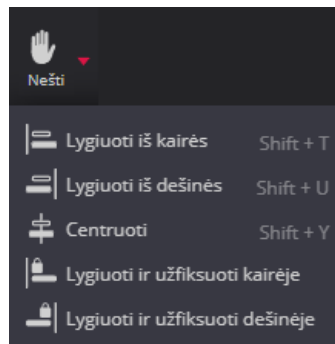 Nešti
Lygiuoti iš kairės Shift + T
Lygiuoti iš dešinės Shift + U
Centruoti Shift + Y
Lygiuoti ir užfiksuoti kairėje
Lygiuoti ir užfiksuoti dešinėje